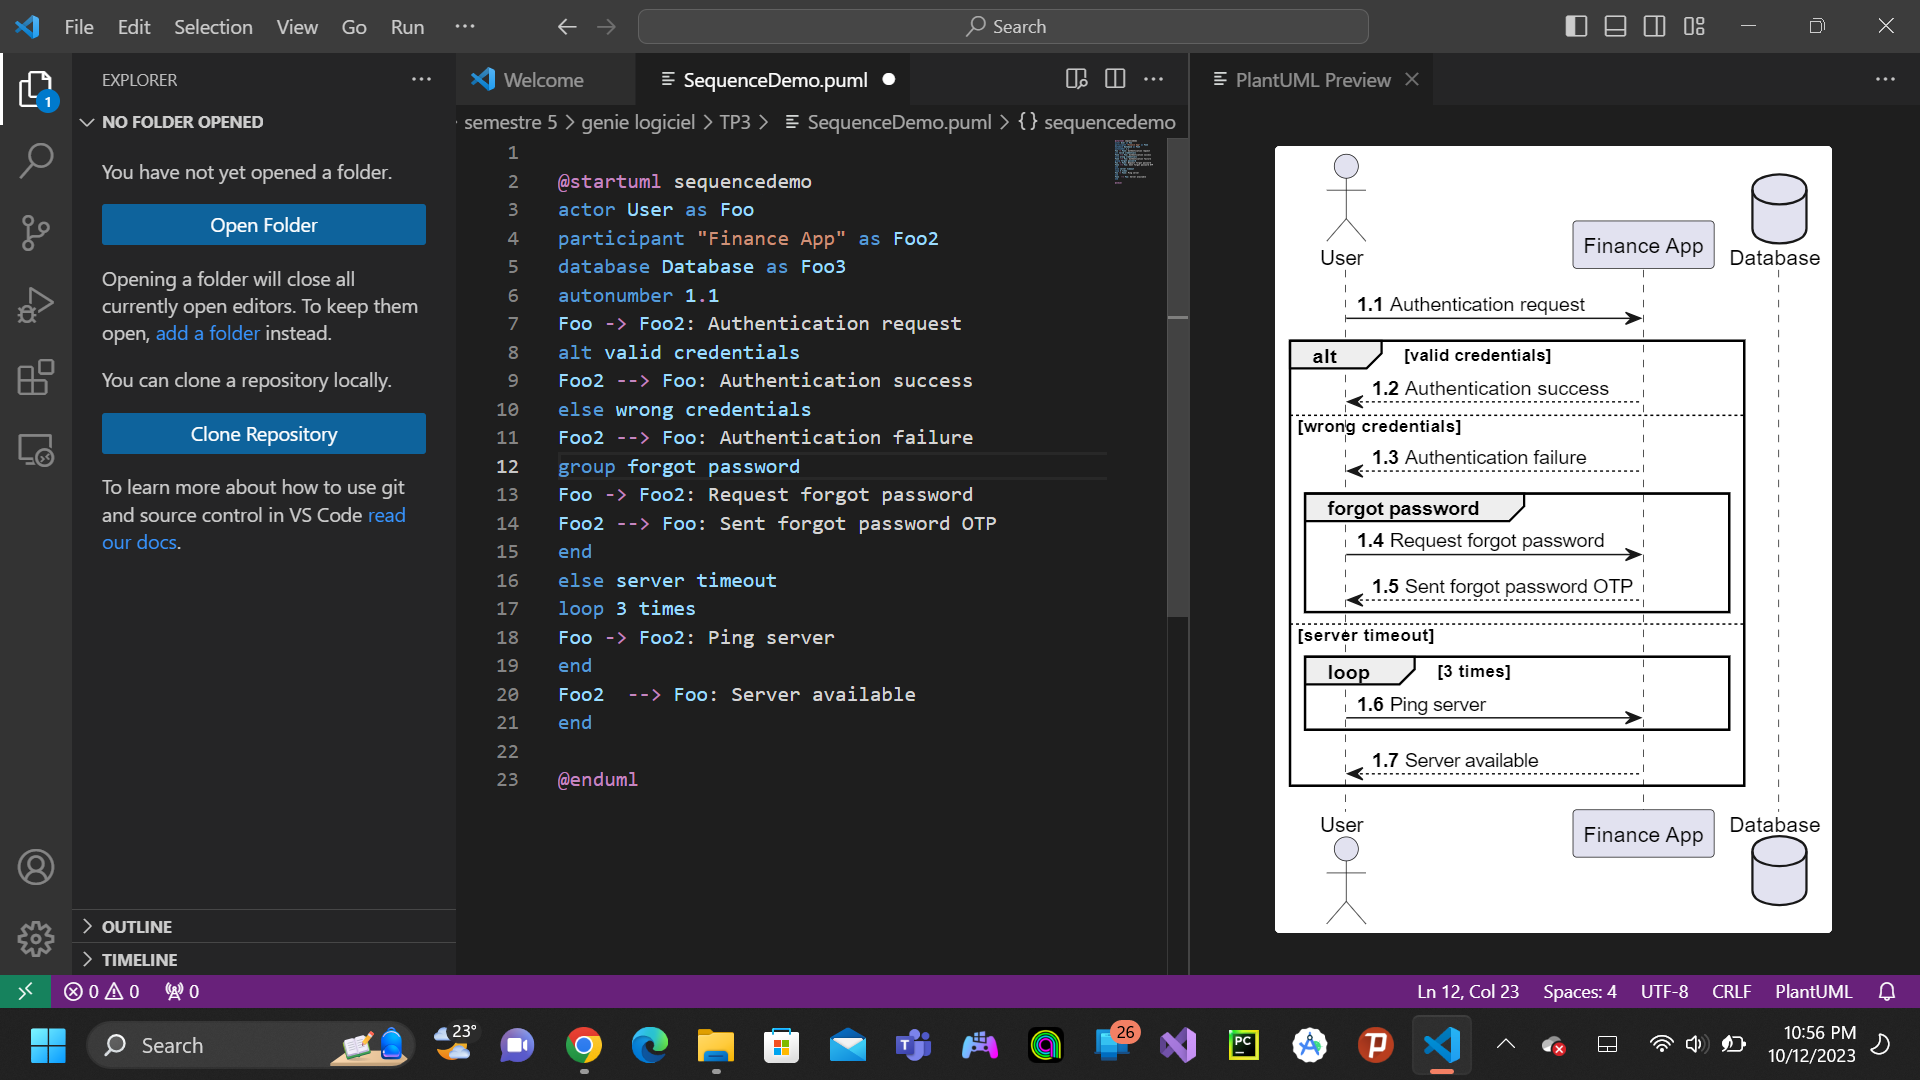 File Edit Selection View Go Run ···
Search
EXPLORER
NO FOLDER OPENED
You have not yet opened a folder.
Open Folder
Opening a folder will close all
currently open editors. To keep them
open, add a folder instead.
You can clone a repository locally.
Clone Repository
To learn more about how to use git
and source control in VS Code read
our docs.
OUTLINE
TIMELINE
1
Welcome
SequenceDemo.puml
semestre 5 > genie logiciel > TP3 > SequenceDemo.puml > {} sequencedemo
1
2 @startuml sequencedemo
3 actor User as Foo
4 participant "Finance App" as Foo2
5 database Database as Foo3
6 autonumber 1.1
7 Foo -> Foo2: Authentication request
8 alt valid credentials
9 Foo2 --> Foo: Authentication success
10 else wrong credentials
11 Foo2 --> Foo: Authentication failure
12 group forgot password
13 Foo -> Foo2: Request forgot password
14 Foo2 --> Foo: Sent forgot password OTP
15 end
16 else server timeout
17 loop 3 times
18 Foo -> Foo2: Ping server
19 end
20 Foo2  --> Foo: Server available
21 end
22
23 @enduml
PlantUML Preview
User
Finance App
Database
1.1 Authentication request
alt [valid credentials]
1.2 Authentication success
[wrong credentials]
1.3 Authentication failure
forgot password
1.4 Request forgot password
1.5 Sent forgot password OTP
[server timeout]
loop [3 times]
1.6 Ping server
1.7 Server available
User
Finance App
Database
0 0 0
Ln 12, Col 23 Spaces: 4 UTF-8 CRLF PlantUML
Search
23°
26
PC
10:56 PM
10/12/2023